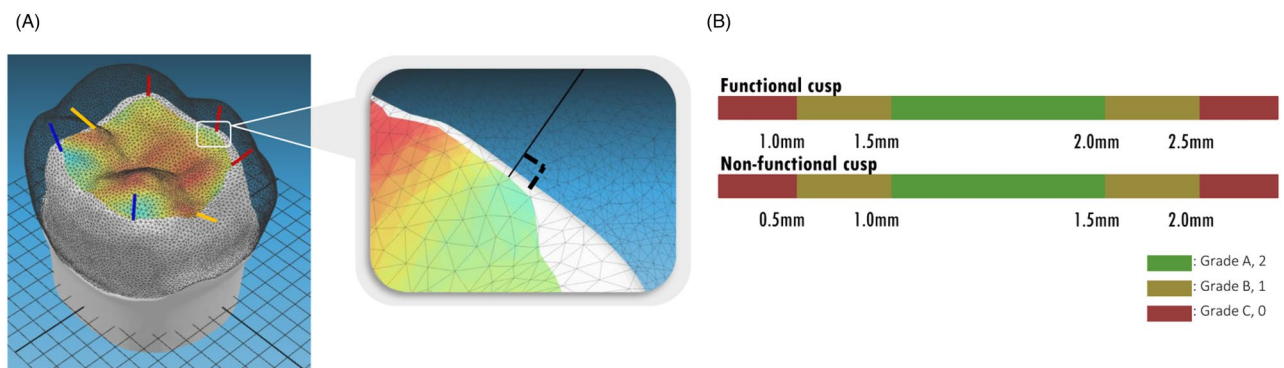 (A)
(B)
Functional cusp
1.0mm 1.5mm 2.0mm 2.5mm
Non-functional cusp
0.5mm 1.0mm 1.5mm 2.0mm
: Grade A, 2
: Grade B, 1
: Grade C, 0